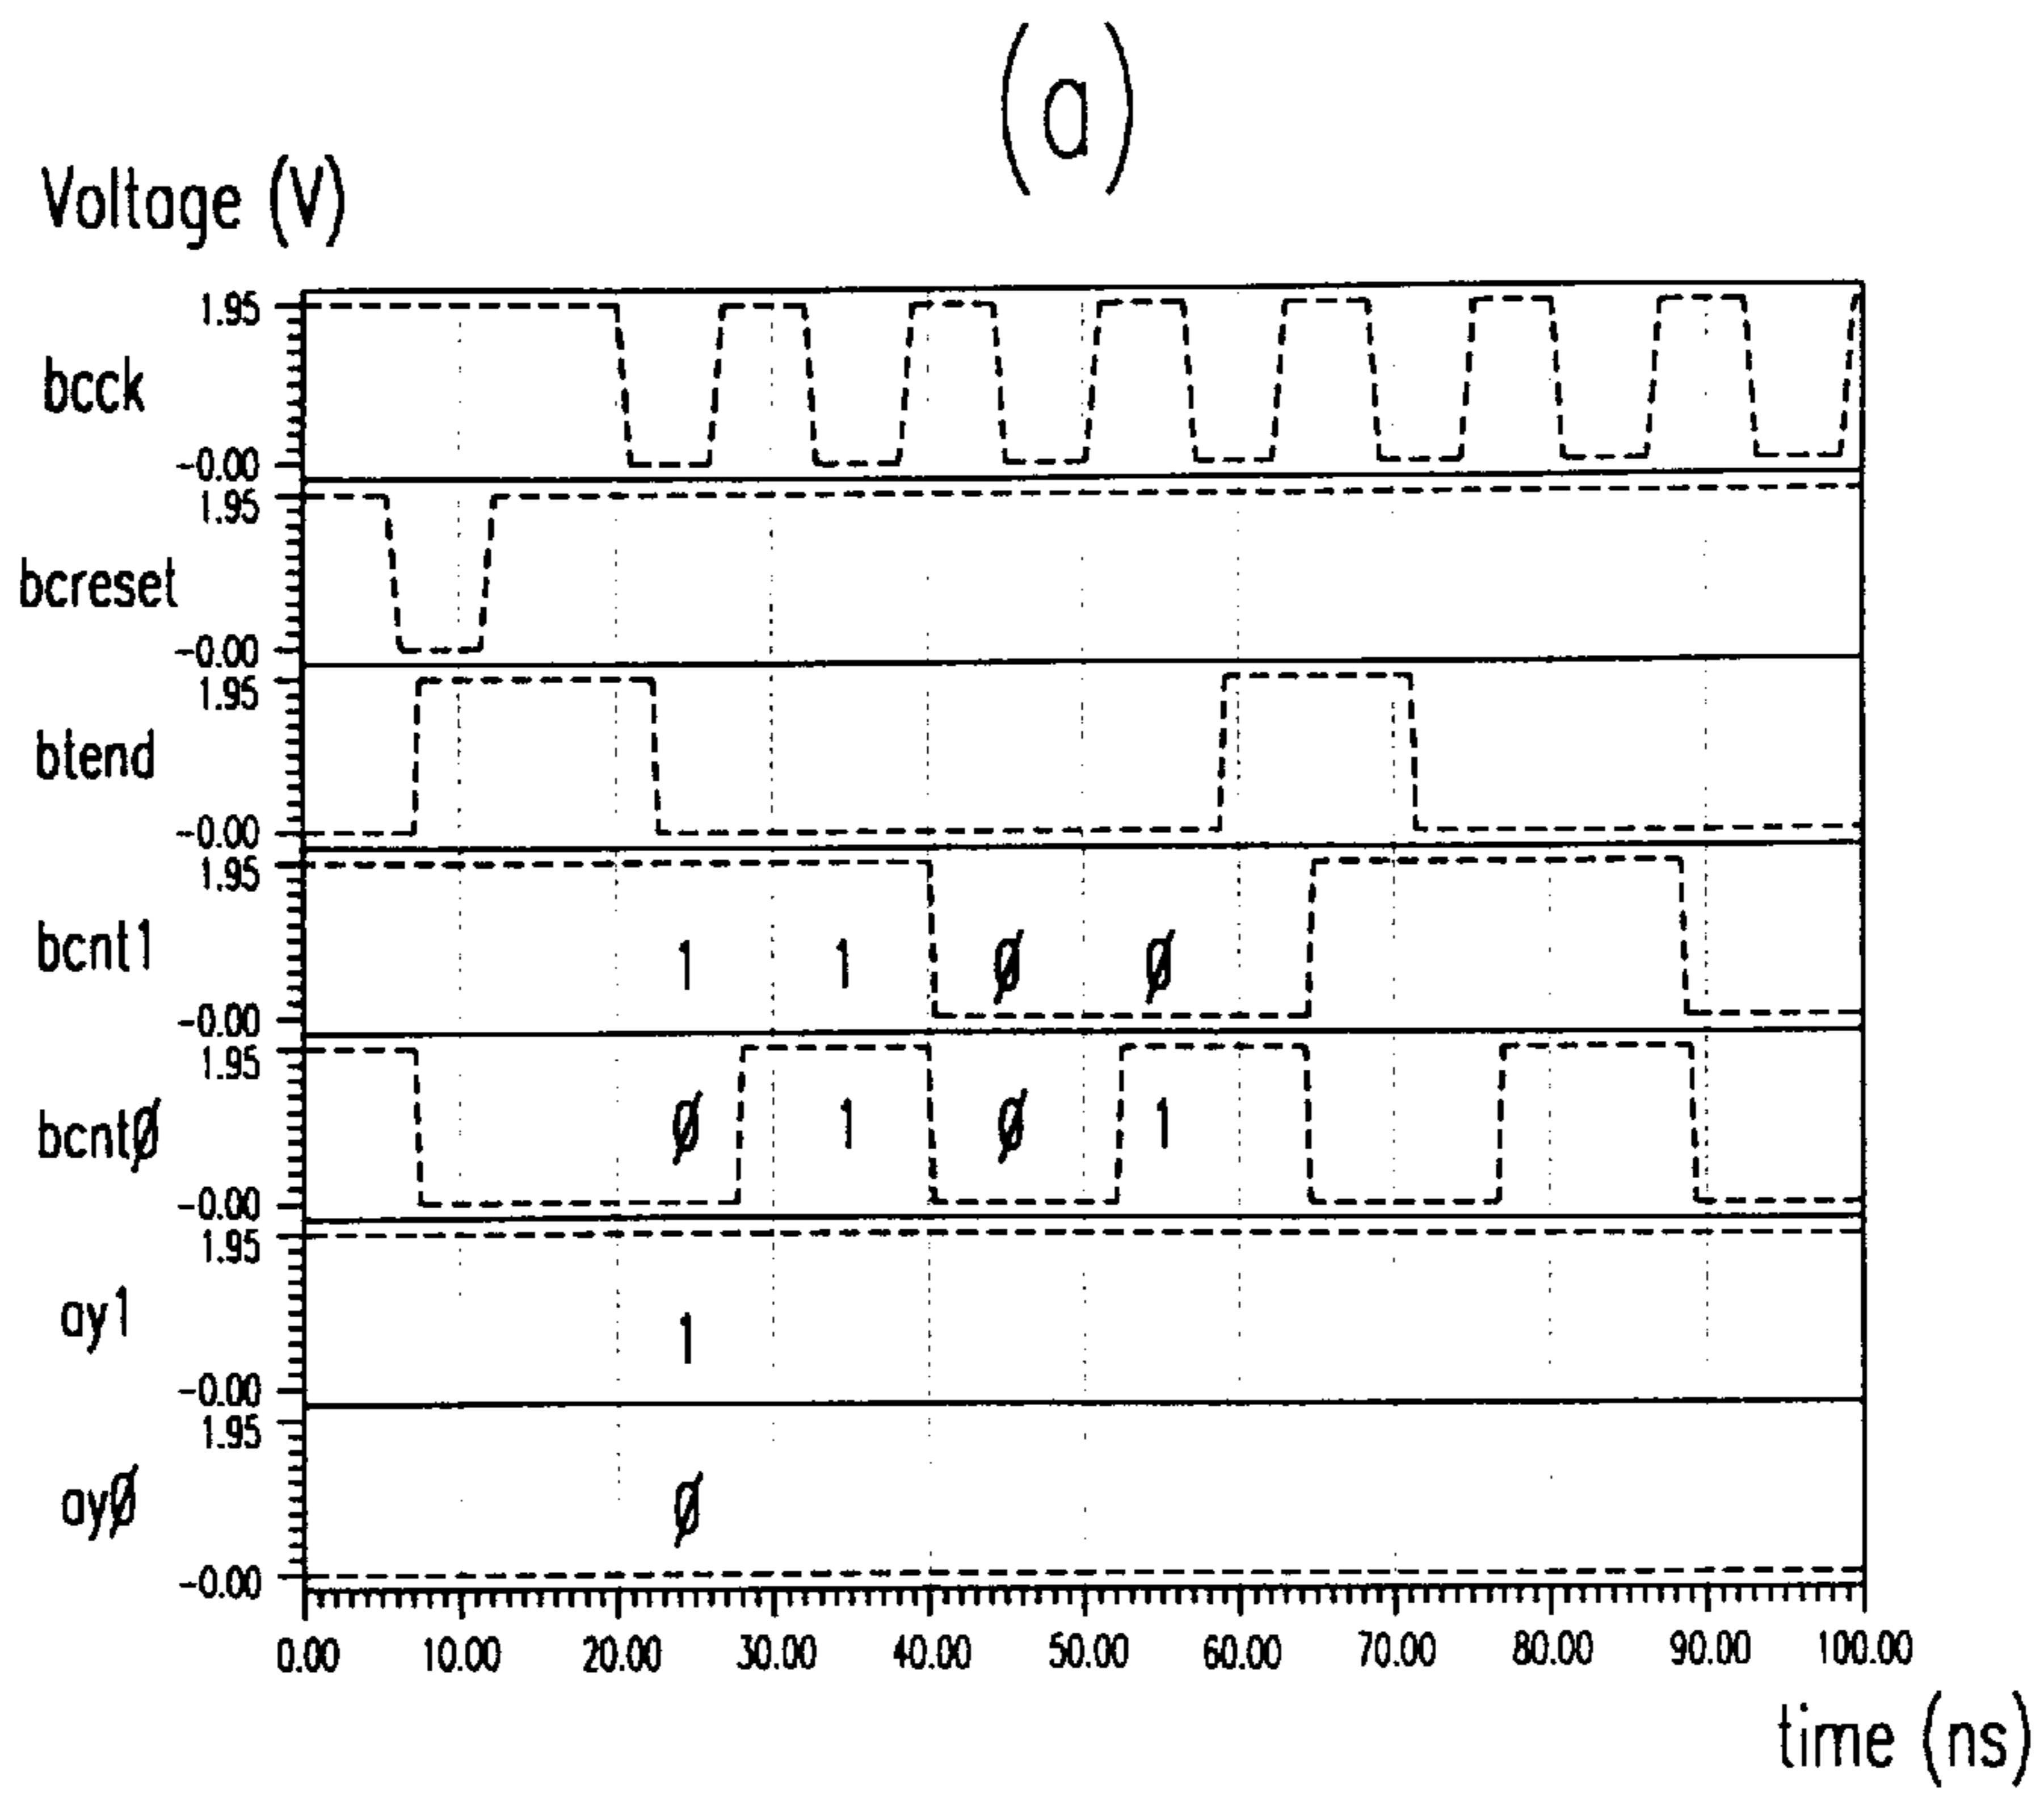 (a)
Voltage (V)
1.95
bcck
-0.00
1.95
bcreset
-0.00
1.95
btend
-0.00
1.95
bcnt1
1 1 Ø Ø
-0.00
1.95
bcntØ
Ø 1 Ø 1
-0.00
1.95
ay1
1
-0.00
1.95
ayØ
Ø
-0.00
0.00 10.00 20.00 30.00 40.00 50.00 60.00 70.00 80.00 90.00 100.00
time (ns)